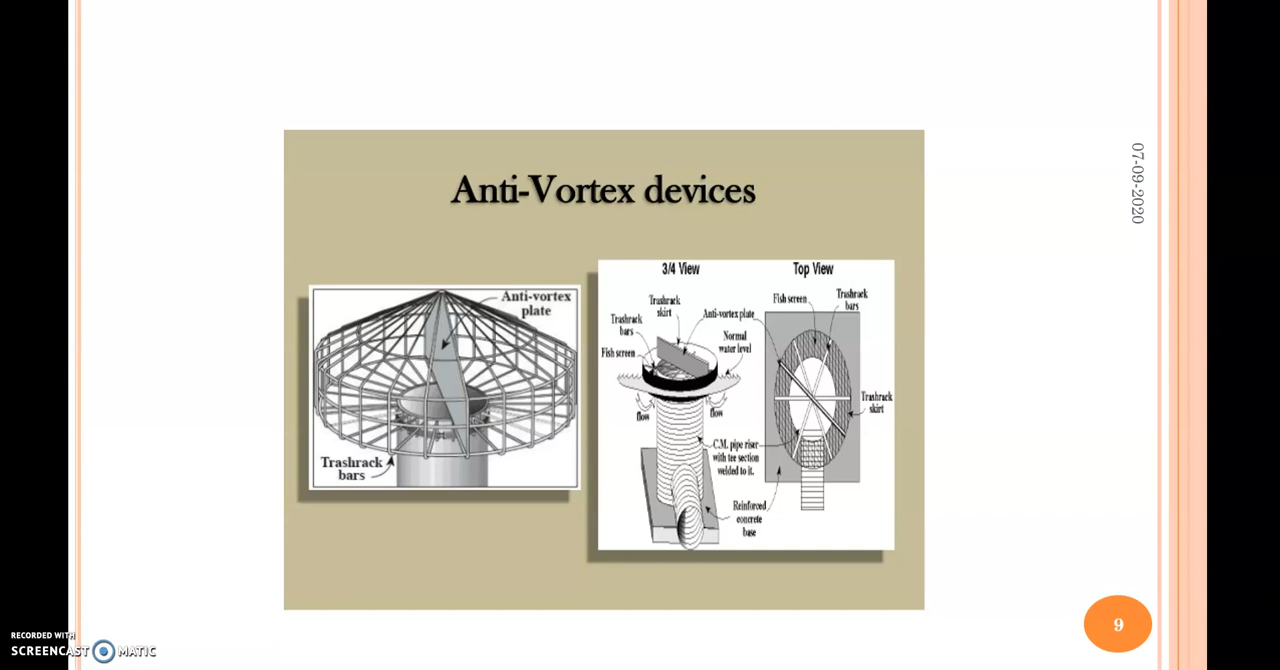 Anti-Vortex devices
Anti-vortex
plate
Trashrack
bars
3/4 View
Top View
Trashrack
skirt
Trashrack
bars
Fish screen
Anti-vortex plate
Normal
water level
flow
flow
C.M. pipe riser
with tee section
welded to it.
Reinforced
concrete
base
Fish screen
Trashrack
bars
Trashrack
skirt
07-09-2020
9
RECORDED WITH
SCREENCAST MATIC